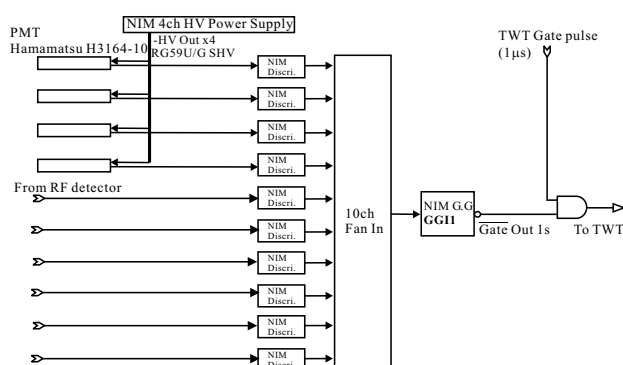 NIM 4ch HV Power Supply
PMT
Hamamatsu H3164-10
-HV Out x4
RG59U/G SHV
TWT Gate pulse
(1μs)
NIM
Discri.
NIM
Discri.
NIM
Discri.
NIM
Discri.
From RF detector
NIM
Discri.
NIM
Discri.
NIM
Discri.
NIM
Discri.
NIM
Discri.
NIM
Discri.
10ch
Fan In
NIM G.G
GGI1
Gate Out 1s
To TWT